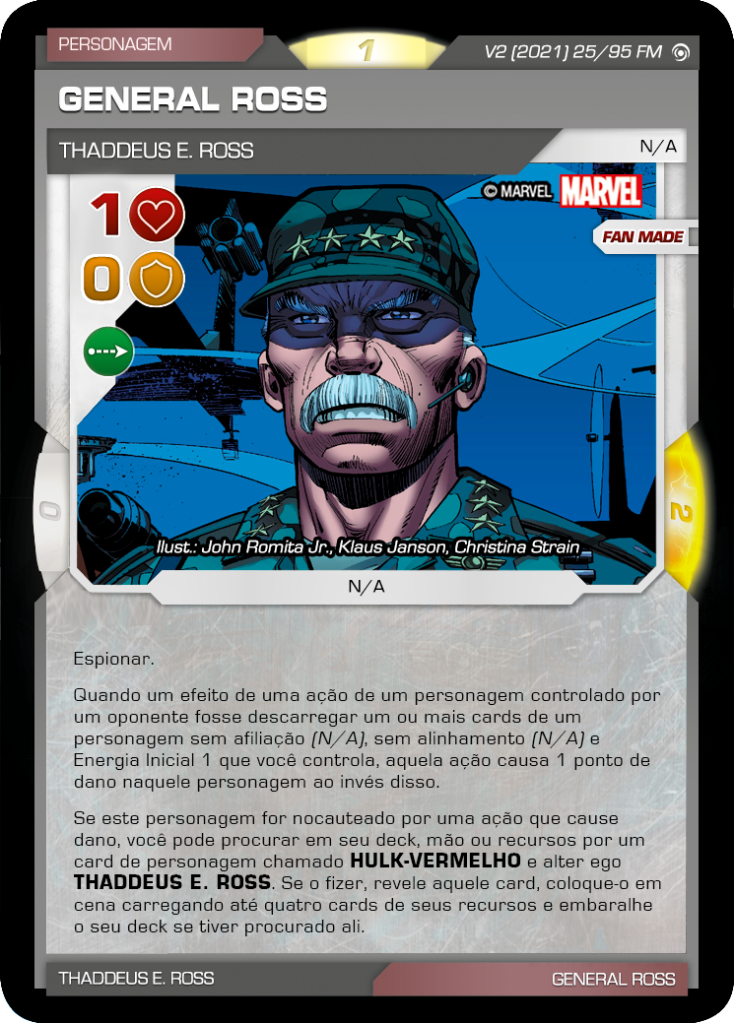 PERSONAGEM
1
V2 (2021) 25/95 FM
GENERAL ROSS
THADDEUS E. ROSS
N/A
© MARVEL MARVEL
1
FAN MADE
0
0
2
Ilust.: John Romita Jr., Klaus Janson, Christina Strain
N/A
Espionar.
Quando um efeito de uma ação de um personagem controlado por
um oponente fosse descarregar um ou mais cards de um
personagem sem afiliação (N/A), sem alinhamento (N/A) e
Energia Inicial 1 que você controla, aquela ação causa 1 ponto de
dano naquele personagem ao invés disso.
Se este personagem for nocauteado por uma ação que cause
dano, você pode procurar em seu deck, mão ou recursos por um
card de personagem chamado HULK-VERMELHO e alter ego
THADDEUS E. ROSS. Se o fizer, revele aquele card, coloque-o em
cena carregando até quatro cards de seus recursos e embaralhe
o seu deck se tiver procurado ali.
THADDEUS E. ROSS
GENERAL ROSS